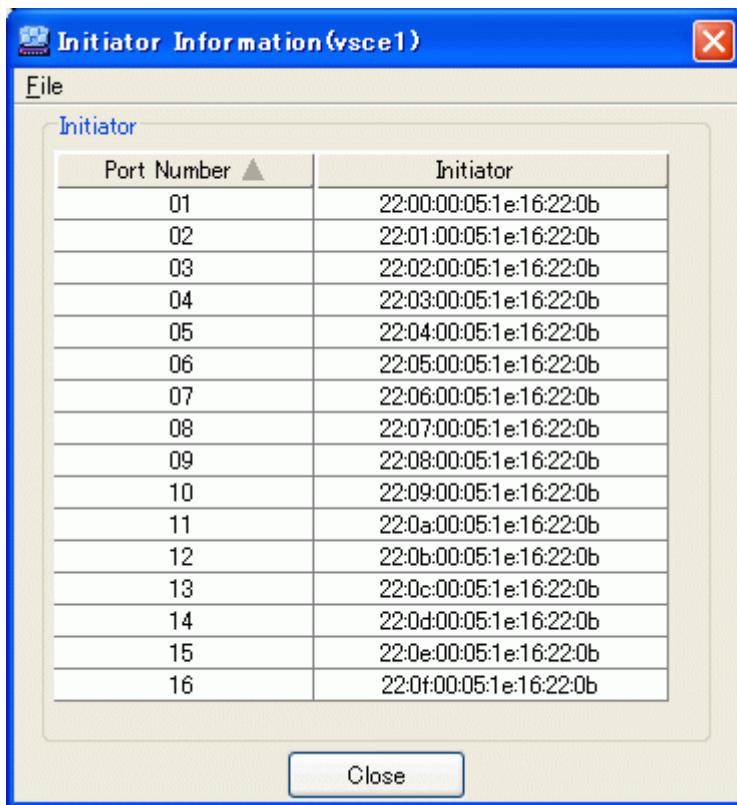 Initiator Information(vsce1)
File
Initiator
Port Number Initiator
01 22:00:00:05:1e:16:22:0b
02 22:01:00:05:1e:16:22:0b
03 22:02:00:05:1e:16:22:0b
04 22:03:00:05:1e:16:22:0b
05 22:04:00:05:1e:16:22:0b
06 22:05:00:05:1e:16:22:0b
07 22:06:00:05:1e:16:22:0b
08 22:07:00:05:1e:16:22:0b
09 22:08:00:05:1e:16:22:0b
10 22:09:00:05:1e:16:22:0b
11 22:0a:00:05:1e:16:22:0b
12 22:0b:00:05:1e:16:22:0b
13 22:0c:00:05:1e:16:22:0b
14 22:0d:00:05:1e:16:22:0b
15 22:0e:00:05:1e:16:22:0b
16 22:0f:00:05:1e:16:22:0b
Close